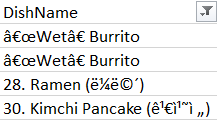 DishName
â€œWetâ€ Burrito
â€œWetâ€ Burrito
28. Ramen (ë¼ë©´)
30. Kimchi Pancake (ê¹€ì¹˜ì „)